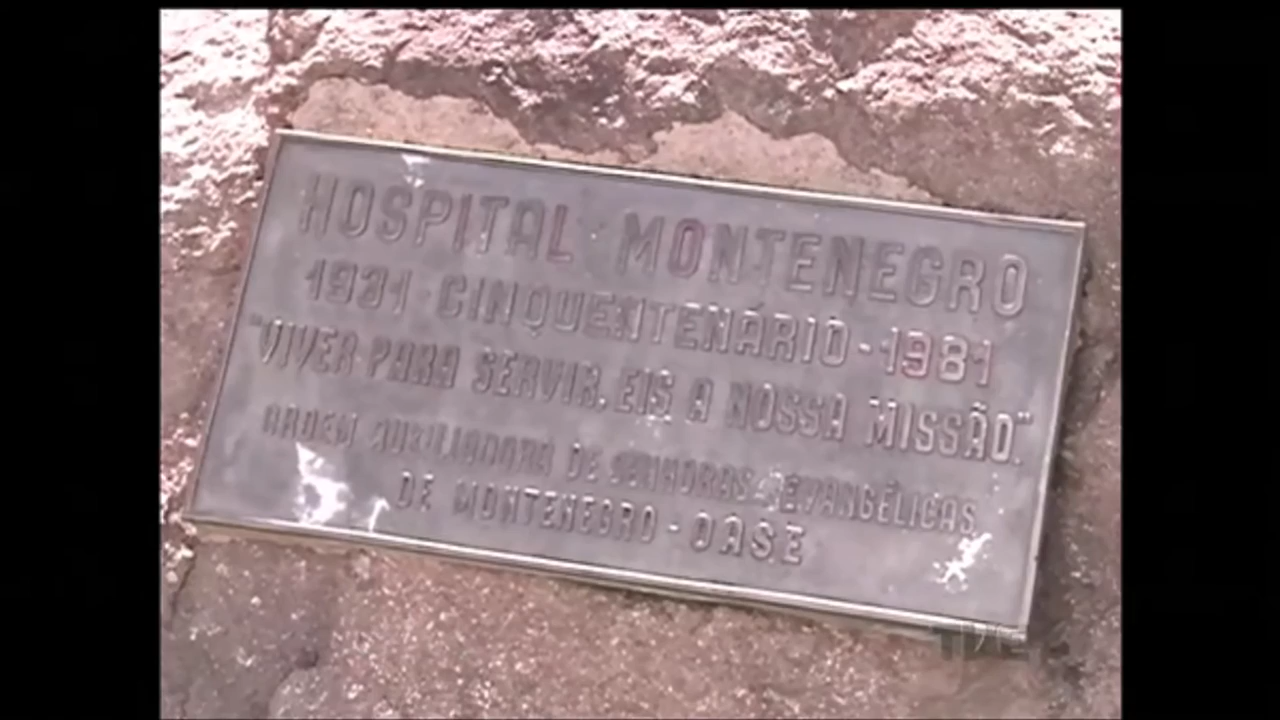 HOSPITAL MONTENEGRO
1931 CINQUENTENÁRIO - 1981
"VIVER PARA SERVIR, EIS A NOSSA MISSÃO."
ORDEM AUXILIADORA DE SENHORAS EVANGÉLICAS
DE MONTENEGRO - OASE